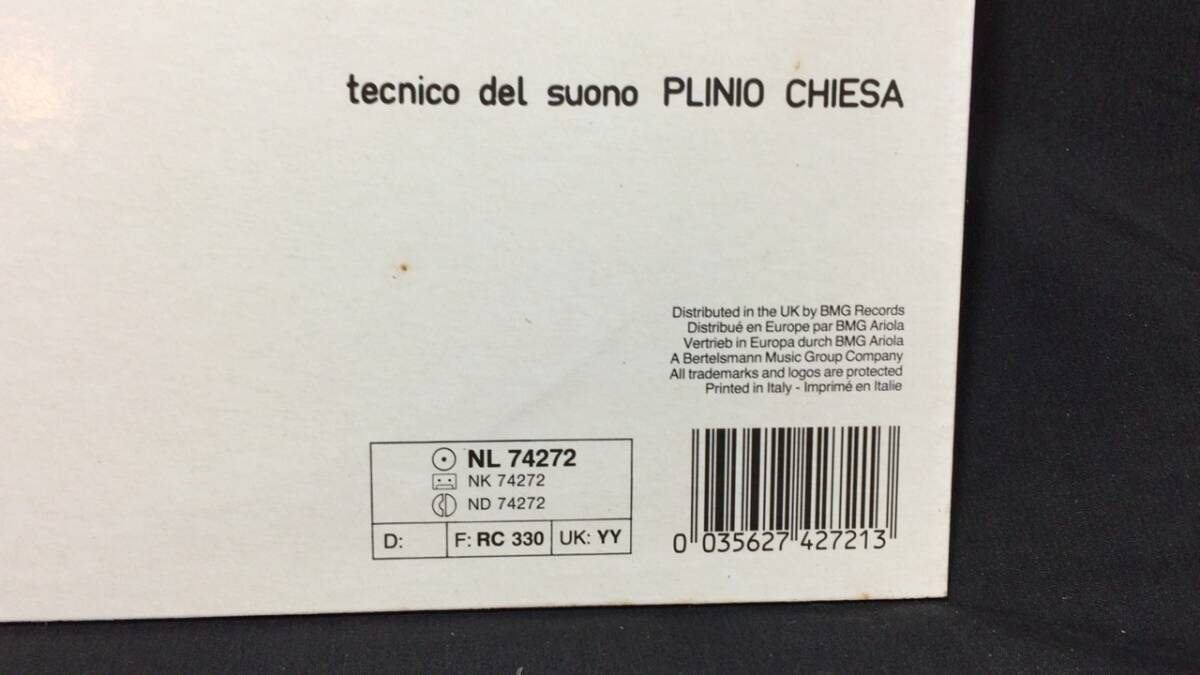 tecnico del suono PLINIO CHIESA
Distributed in the UK by BMG Records
Distribué en Europe par BMG Ariola
Vertrieb in Europa durch BMG Ariola
A Bertelsmann Music Group Company
All trademarks and logos are protected
Printed in Italy - Imprimé en Italie
NL 74272
NK 74272
ND 74272
D: F: RC 330 UK: YY
0 035627 427213